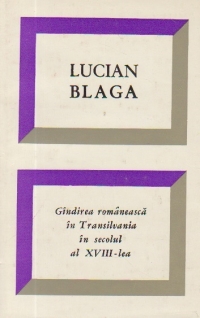 LUCIAN
BLAGA
Gîndirea românească
în Transilvania
în secolul
al XVIII-lea